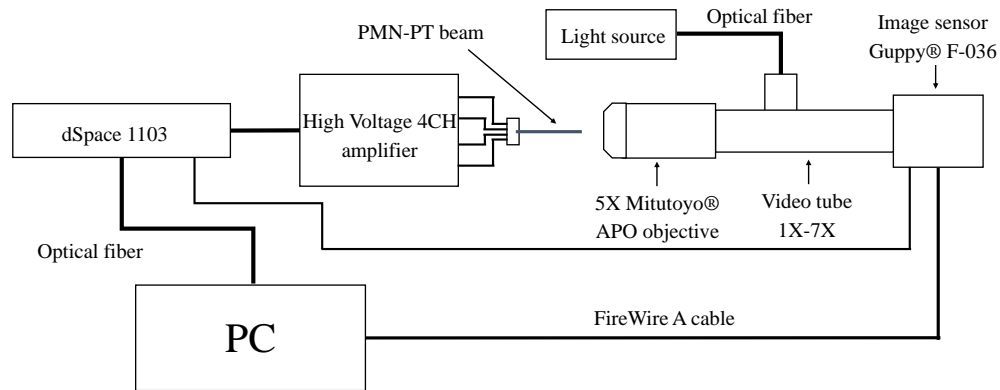 Optical fiber
Image sensor
Guppy® F-036
PMN-PT beam
Light source
dSpace 1103
High Voltage 4CH
amplifier
5X Mitutoyo®
APO objective
Video tube
1X-7X
Optical fiber
PC
FireWire A cable